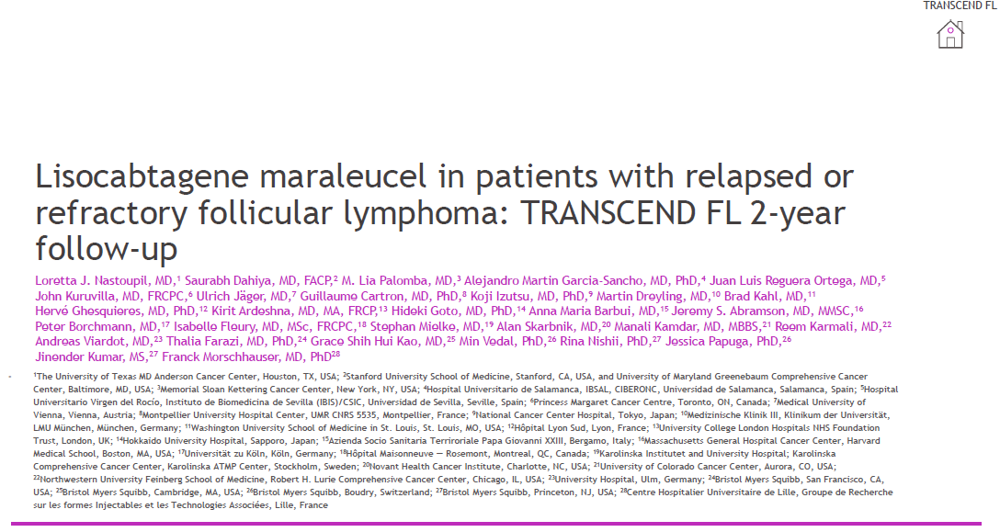 TRANSCEND FL
Lisocabtagene maraleucel in patients with relapsed or
refractory follicular lymphoma: TRANSCEND FL 2-year
follow-up
Loretta J. Nastoupil, MD,¹ Saurabh Dahiya, MD, FACP,² M. Lia Palomba, MD,³ Alejandro Martin Garcia-Sancho, MD, PhD,⁴ Juan Luis Reguera Ortega, MD,⁵
John Kuruvilla, MD, FRCPC,⁶ Ulrich Jäger, MD,⁷ Guillaume Cartron, MD, PhD,⁸ Koji Izutsu, MD, PhD,⁹ Martin Dreyling, MD,¹⁰ Brad Kahl, MD,¹¹
Hervé Ghesquieres, MD, PhD,¹² Kirit Ardeshna, MD, MA, FRCP,¹³ Hideki Goto, MD, PhD,¹⁴ Anna Maria Barbui, MD,¹⁵ Jeremy S. Abramson, MD, MMSC,¹⁶
Peter Borchmann, MD,¹⁷ Isabelle Fleury, MD, MSc, FRCPC,¹⁸ Stephan Mielke, MD,¹⁹ Alan Skarbnik, MD,²⁰ Manali Kamdar, MD, MBBS,²¹ Reem Karmali, MD,²²
Andreas Viardot, MD,²³ Thalia Farazi, MD, PhD,²⁴ Grace Shih Hui Kao, MD,²⁵ Min Vedal, PhD,²⁶ Rina Nishii, PhD,²⁷ Jessica Papuga, PhD,²⁶
Jinender Kumar, MS,²⁷ Franck Morschhauser, MD, PhD²⁸
¹The University of Texas MD Anderson Cancer Center, Houston, TX, USA; ²Stanford University School of Medicine, Stanford, CA, USA, and University of Maryland Greenebaum Comprehensive Cancer
Center, Baltimore, MD, USA; ³Memorial Sloan Kettering Cancer Center, New York, NY, USA; ⁴Hospital Universitario de Salamanca, IBSAL, CIBERONC, Universidad de Salamanca, Salamanca, Spain; ⁵Hospital
Universitario Virgen del Rocío, Instituto de Biomedicina de Sevilla (IBIS)/CSIC, Universidad de Sevilla, Seville, Spain; ⁶Princess Margaret Cancer Centre, Toronto, ON, Canada; ⁷Medical University of
Vienna, Vienna, Austria; ⁸Montpellier University Hospital Center, UMR CNRS 5535, Montpellier, France; ⁹National Cancer Center Hospital, Tokyo, Japan; ¹⁰Medizinische Klinik III, Klinikum der Universität,
LMU München, München, Germany; ¹¹Washington University School of Medicine in St. Louis, St. Louis, MO, USA; ¹²Hôpital Lyon Sud, Lyon, France; ¹³University College London Hospitals NHS Foundation
Trust, London, UK; ¹⁴Hokkaido University Hospital, Sapporo, Japan; ¹⁵Azienda Socio Sanitaria Terriroriale Papa Giovanni XXIII, Bergamo, Italy; ¹⁶Massachusetts General Hospital Cancer Center, Harvard
Medical School, Boston, MA, USA; ¹⁷Universität zu Köln, Köln, Germany; ¹⁸Hôpital Maisonneuve — Rosemont, Montreal, QC, Canada; ¹⁹Karolinska Institutet and University Hospital; Karolinska
Comprehensive Cancer Center, Karolinska ATMP Center, Stockholm, Sweden; ²⁰Novant Health Cancer Institute, Charlotte, NC, USA; ²¹University of Colorado Cancer Center, Aurora, CO, USA;
²²Northwestern University Feinberg School of Medicine, Robert H. Lurie Comprehensive Cancer Center, Chicago, IL, USA; ²³University Hospital, Ulm, Germany; ²⁴Bristol Myers Squibb, San Francisco, CA,
USA; ²⁵Bristol Myers Squibb, Cambridge, MA, USA; ²⁶Bristol Myers Squibb, Boudry, Switzerland; ²⁷Bristol Myers Squibb, Princeton, NJ, USA; ²⁸Centre Hospitalier Universitaire de Lille, Groupe de Recherche
sur les formes Injectables et les Technologies Associées, Lille, France